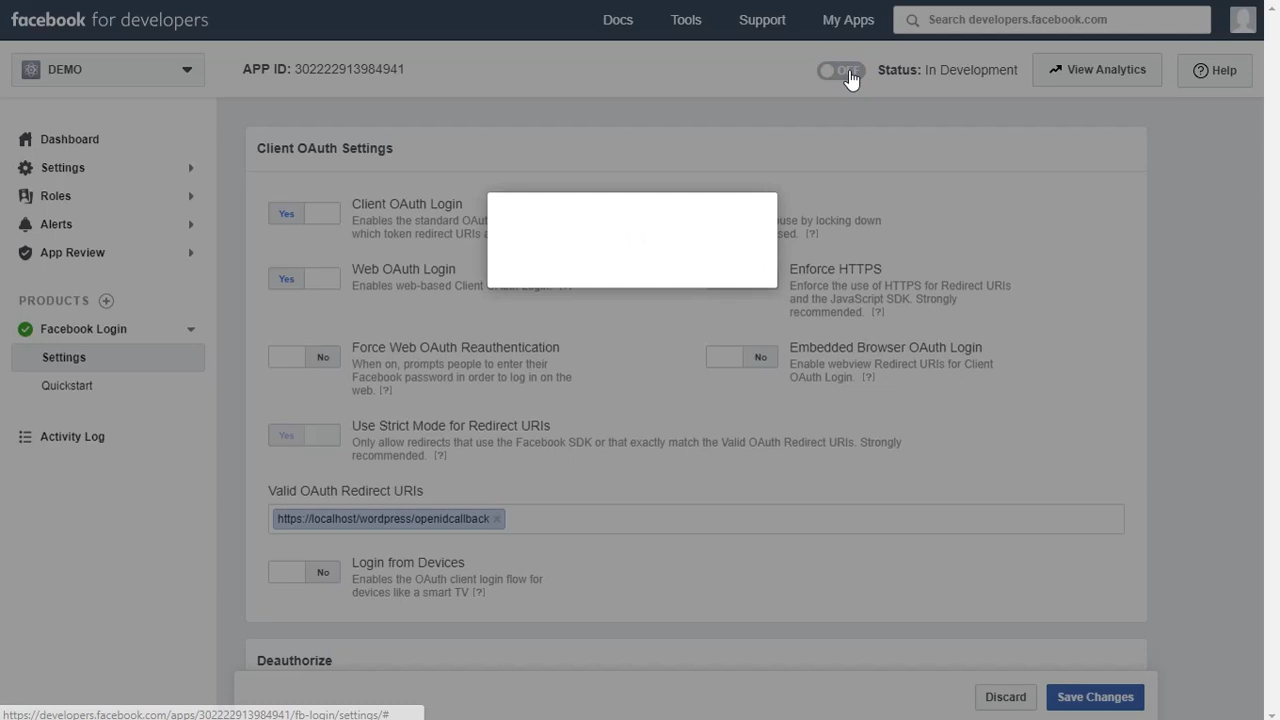 facebook for developers
Docs
Tools
Support
My Apps
Search developers.facebook.com
DEMO
APP ID: 302222913984941
OFF
Status: In Development
View Analytics
Help
Dashboard
Settings
Roles
Alerts
App Review
PRODUCTS
Facebook Login
Settings
Quickstart
Activity Log
Client OAuth Settings
Yes
Client OAuth Login
Enables the standard
which token redirect URIs
use by locking down
[?]
Yes
Web OAuth Login
Enables web-based Client
Enforce HTTPS
Enforce the use of HTTPS for Redirect URIs
and the JavaScript SDK. Strongly
recommended. [?]
No
Force Web OAuth Reauthentication
When on, prompts people to enter their
Facebook password in order to log in on the
web. [?]
No
Embedded Browser OAuth Login
Enable webview Redirect URIs for Client
OAuth Login. [?]
Yes
Use Strict Mode for Redirect URIs
Only allow redirects that use the Facebook SDK or that exactly match the Valid OAuth Redirect URIs. Strongly
recommended. [?]
Valid OAuth Redirect URIs
https://localhost/wordpress/openidcallback ×
No
Login from Devices
Enables the OAuth client login flow for
devices like a smart TV [?]
Deauthorize
Discard
Save Changes
https://developers.facebook.com/apps/302222913984941/fb-login/settings/#